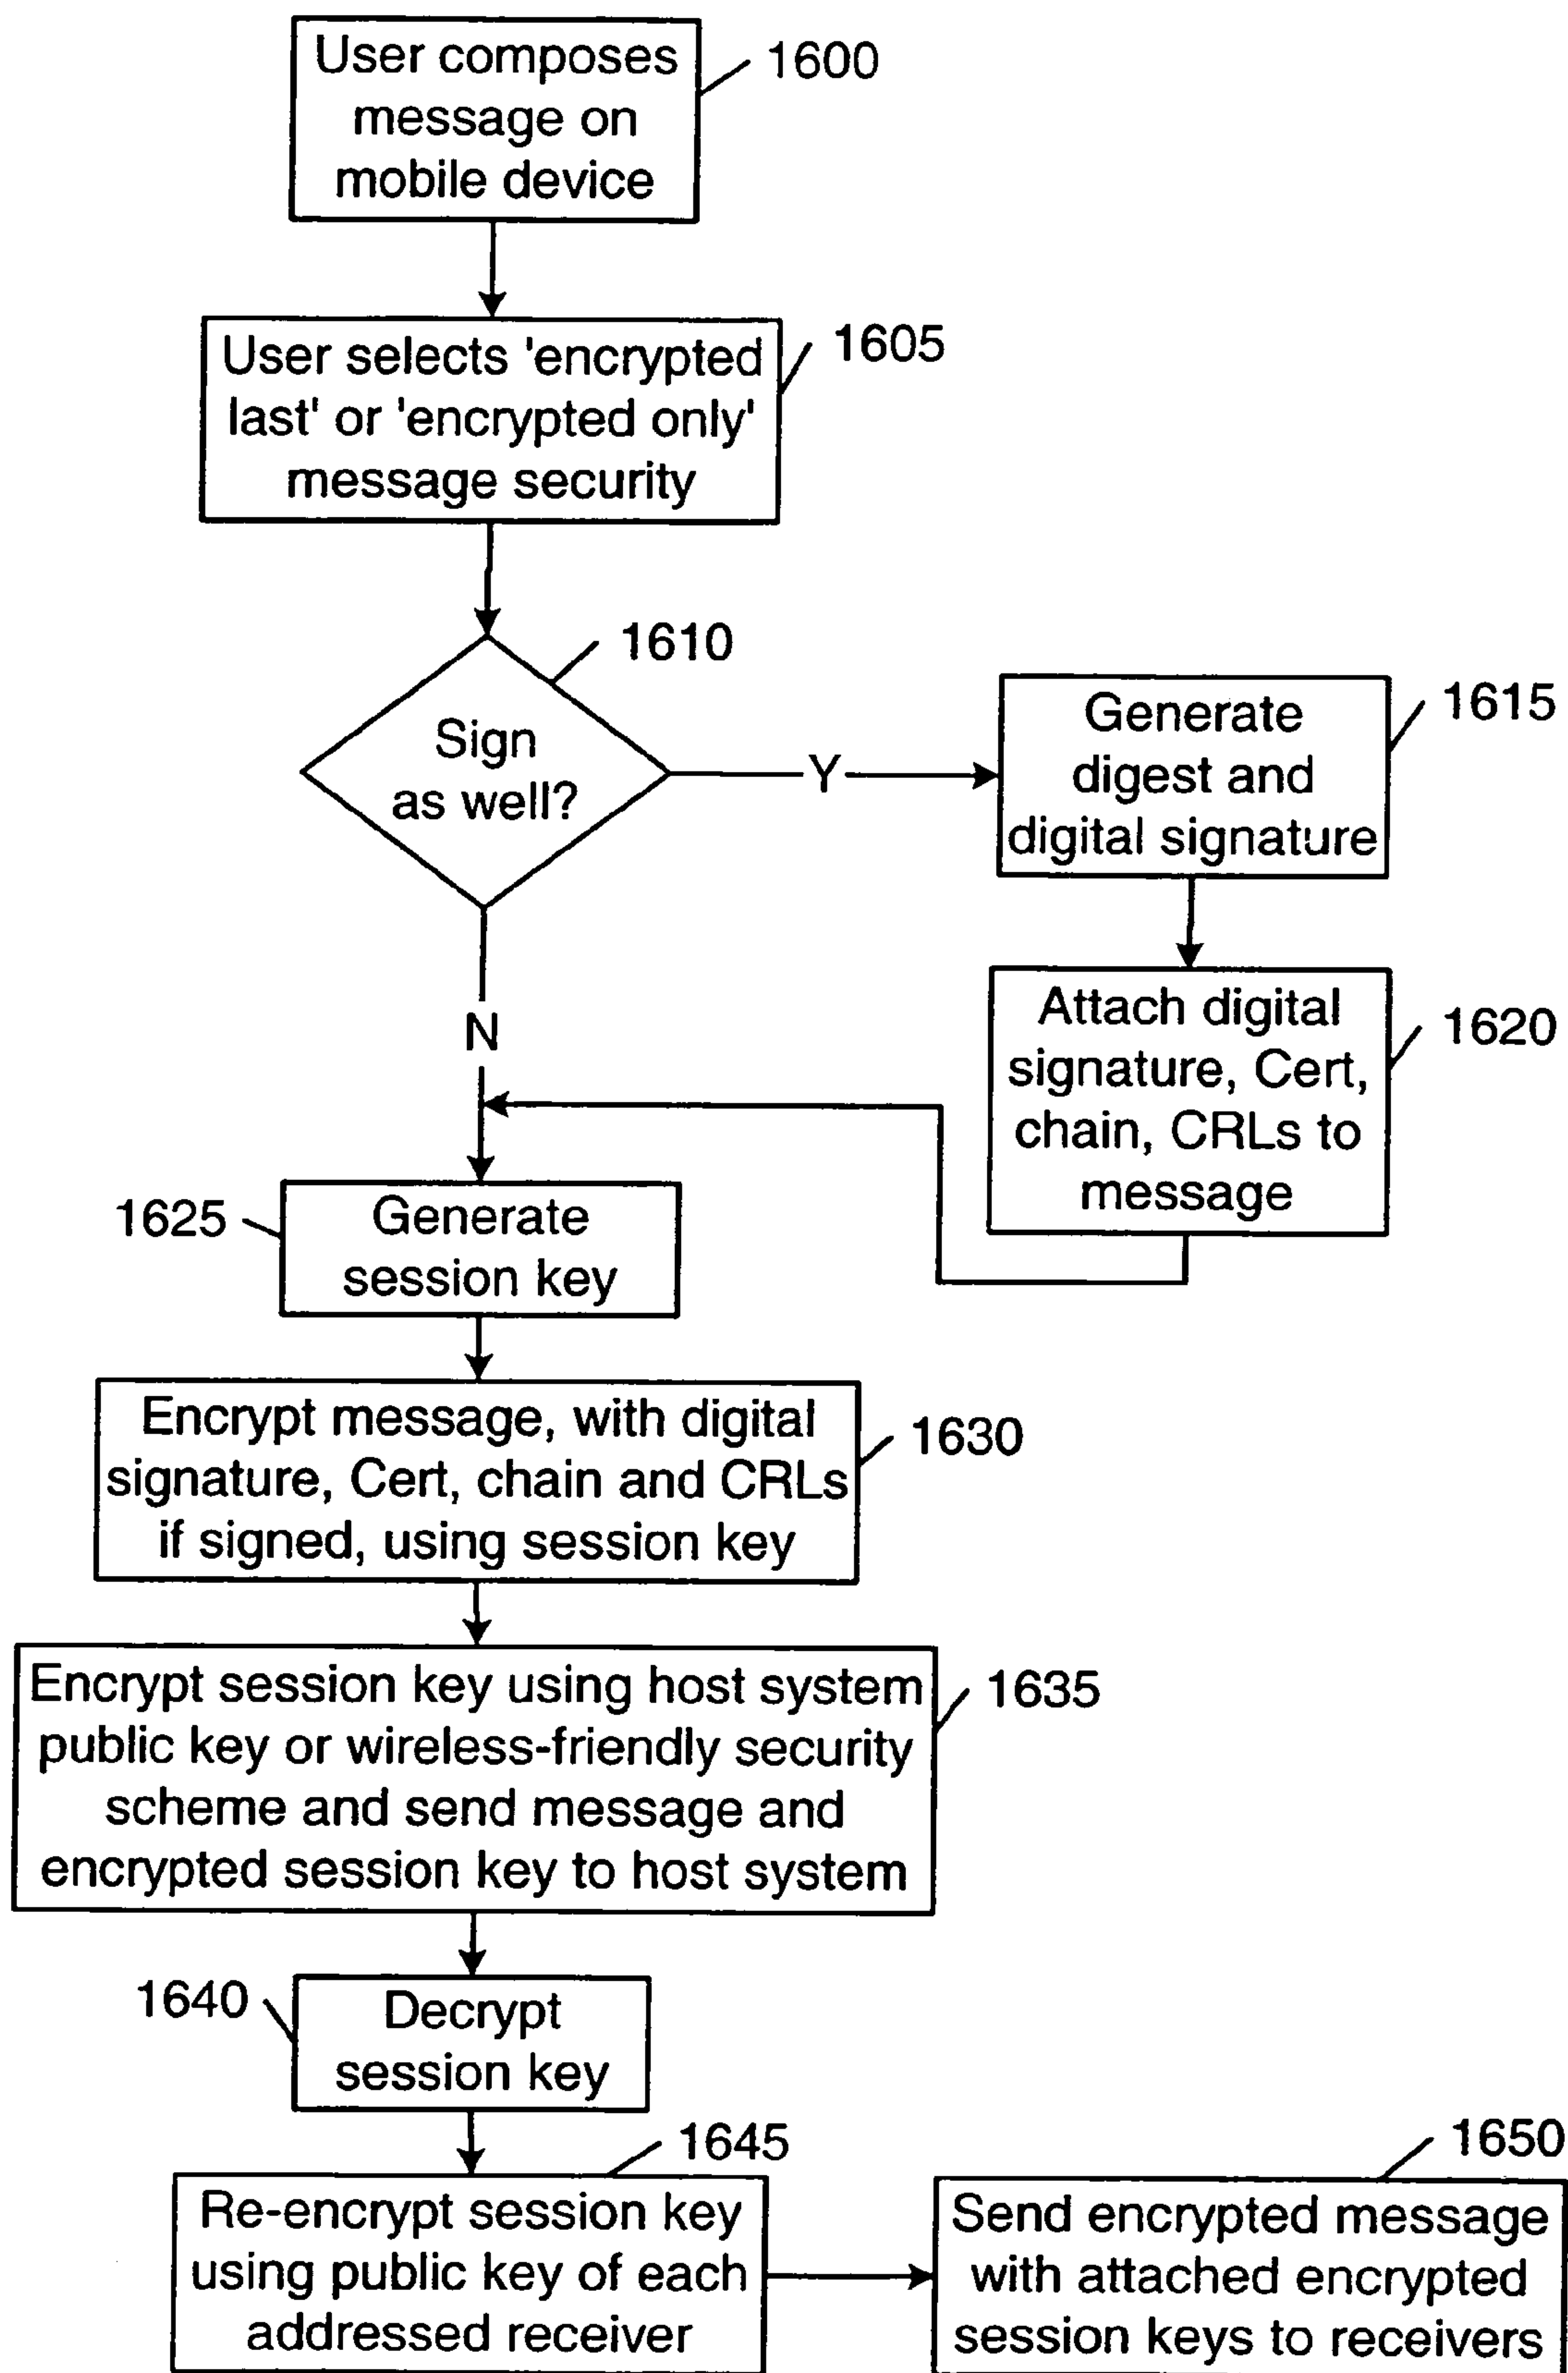 User composes
message on
mobile device
1600
User selects 'encrypted
last' or 'encrypted only'
message security
1605
1610
Sign
as well?
Y
N
Generate
digest and
digital signature
1615
Attach digital
signature, Cert,
chain, CRLs to
message
1620
1625
Generate
session key
Encrypt message, with digital
signature, Cert, chain and CRLs
if signed, using session key
1630
Encrypt session key using host system
public key or wireless-friendly security
scheme and send message and
encrypted session key to host system
1635
1640
Decrypt
session key
1645
Re-encrypt session key
using public key of each
addressed receiver
1650
Send encrypted message
with attached encrypted
session keys to receivers